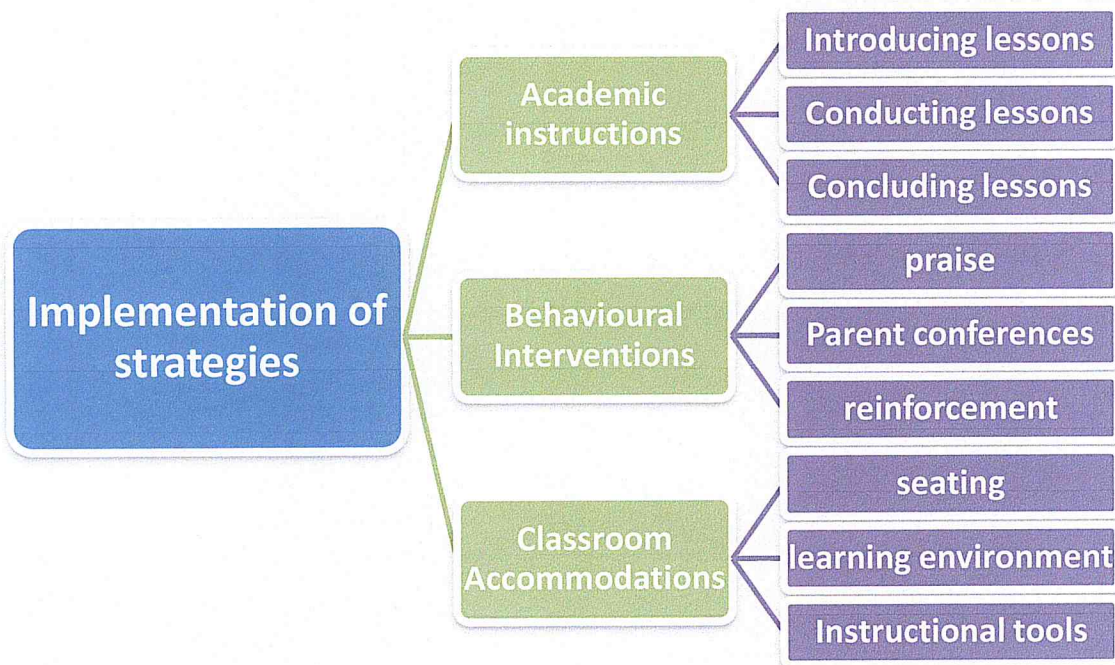 Implementation of
strategies
Academic
instructions
Introducing lessons
Conducting lessons
Concluding lessons
Behavioural
Interventions
praise
Parent conferences
reinforcement
Classroom
Accommodations
seating
learning environment
Instructional tools